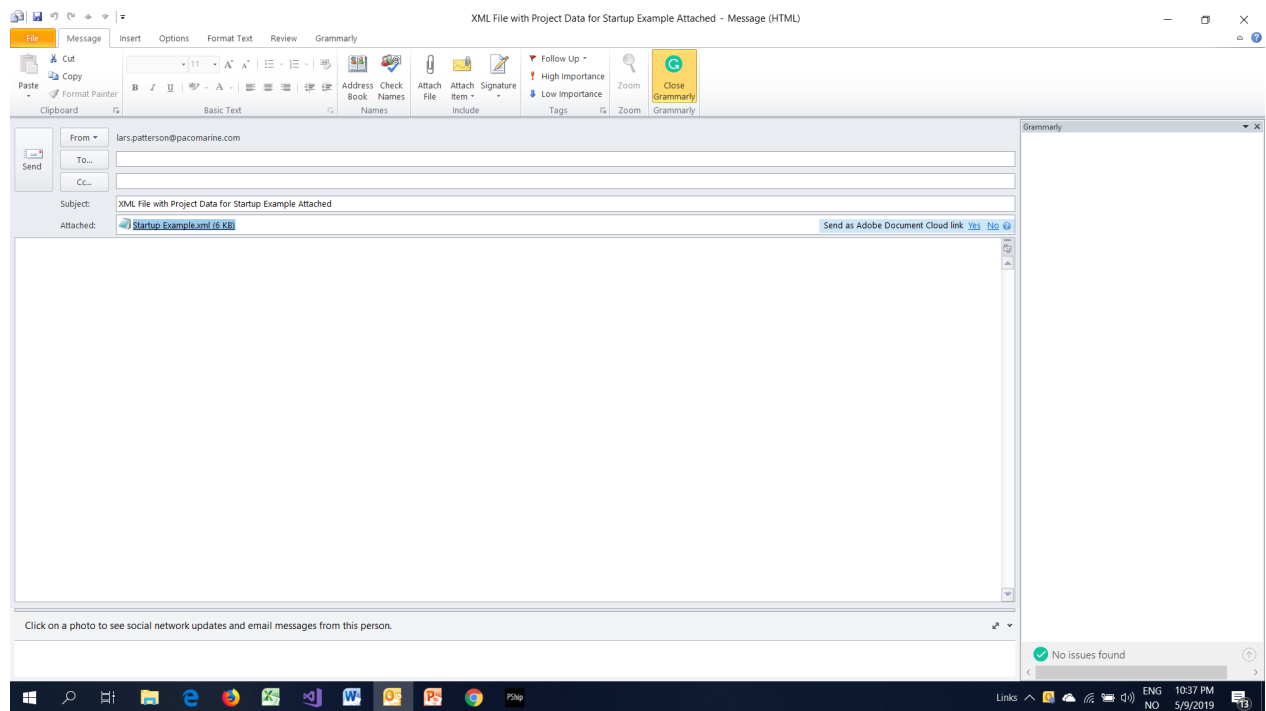 XML File with Project Data for Startup Example Attached - Message (HTML)
File Message Insert Options Format Text Review Grammarly
Cut
Copy
Format Painter
Paste
Clipboard
11
A A
B I U A
Basic Text
Address Book
Check Names
Names
Attach File
Attach Item
Signature
Include
Follow Up
High Importance
Low Importance
Tags
Zoom
Zoom
G
Close Grammarly
Grammarly
Send
From lars.patterson@pacomarine.com
To...
Cc...
Subject: XML File with Project Data for Startup Example Attached
Attached: Startup Example.xml (6 KB) Send as Adobe Document Cloud link Yes No
Grammarly
Click on a photo to see social network updates and email messages from this person.
No issues found
PShip
Links
ENG
NO
10:37 PM
5/9/2019
13